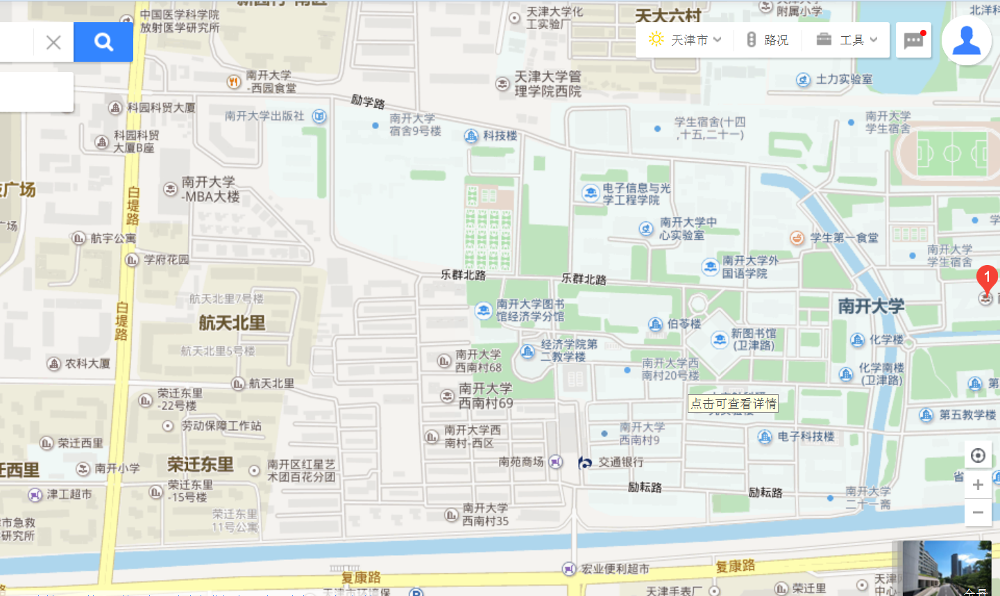 中国医学科学院
放射医学研究所
天津大学化
工实验厂
天大六村
附属小学
北洋科
天津市
路况
工具
南开大学
-西园食堂
天津大学管
理学院西院
土力实验室
励学路
科园科贸大厦
南开大学出版社
南开大学
宿舍9号楼
科技楼
学生宿舍(十四
,十五,二十一)
南开大学
学生宿舍
科园科贸
大厦B座
广场
南开大学
-MBA大楼
白堤路
电子信息与光
学工程学院
广场
航宇公寓
南开大学中
心实验室
学生第一食堂
学府花园
南开大学外
国语学院
南开大学
学生宿舍
乐群北路
乐群北路
1
航天北里7号楼
南开大学图书
馆经济学分馆
南开大学
白堤路
航天北里
伯苓楼
新图书馆
(卫津路)
化学楼
航天北里5号楼
经济学院第
二教学楼
农科大厦
南开大学
西南村68
南开大学西
南村20号楼
化学南楼
(卫津路)
航天北里
第
荣迁东里
-22号楼
南开大学
西南村69
点击可查看详情
劳动保障工作站
第五教学楼
荣迁西里
南开大学西
南村-西区
南开大学
西南村9
电子科技楼
迁西里
南开小学
荣迁东里
南开区红星艺
术团百花分团
南苑商场
交通银行
省
津工超市
荣迁东里
-15号楼
励耘路
励耘路
南开大学
二十一斋
市急救
研究所
荣迁东里
11号公寓
南开大学
西南村35
复康路
宏业便利超市
复康路
天津市环境保
P
天津手表厂
荣迁里
天津
中心
全景